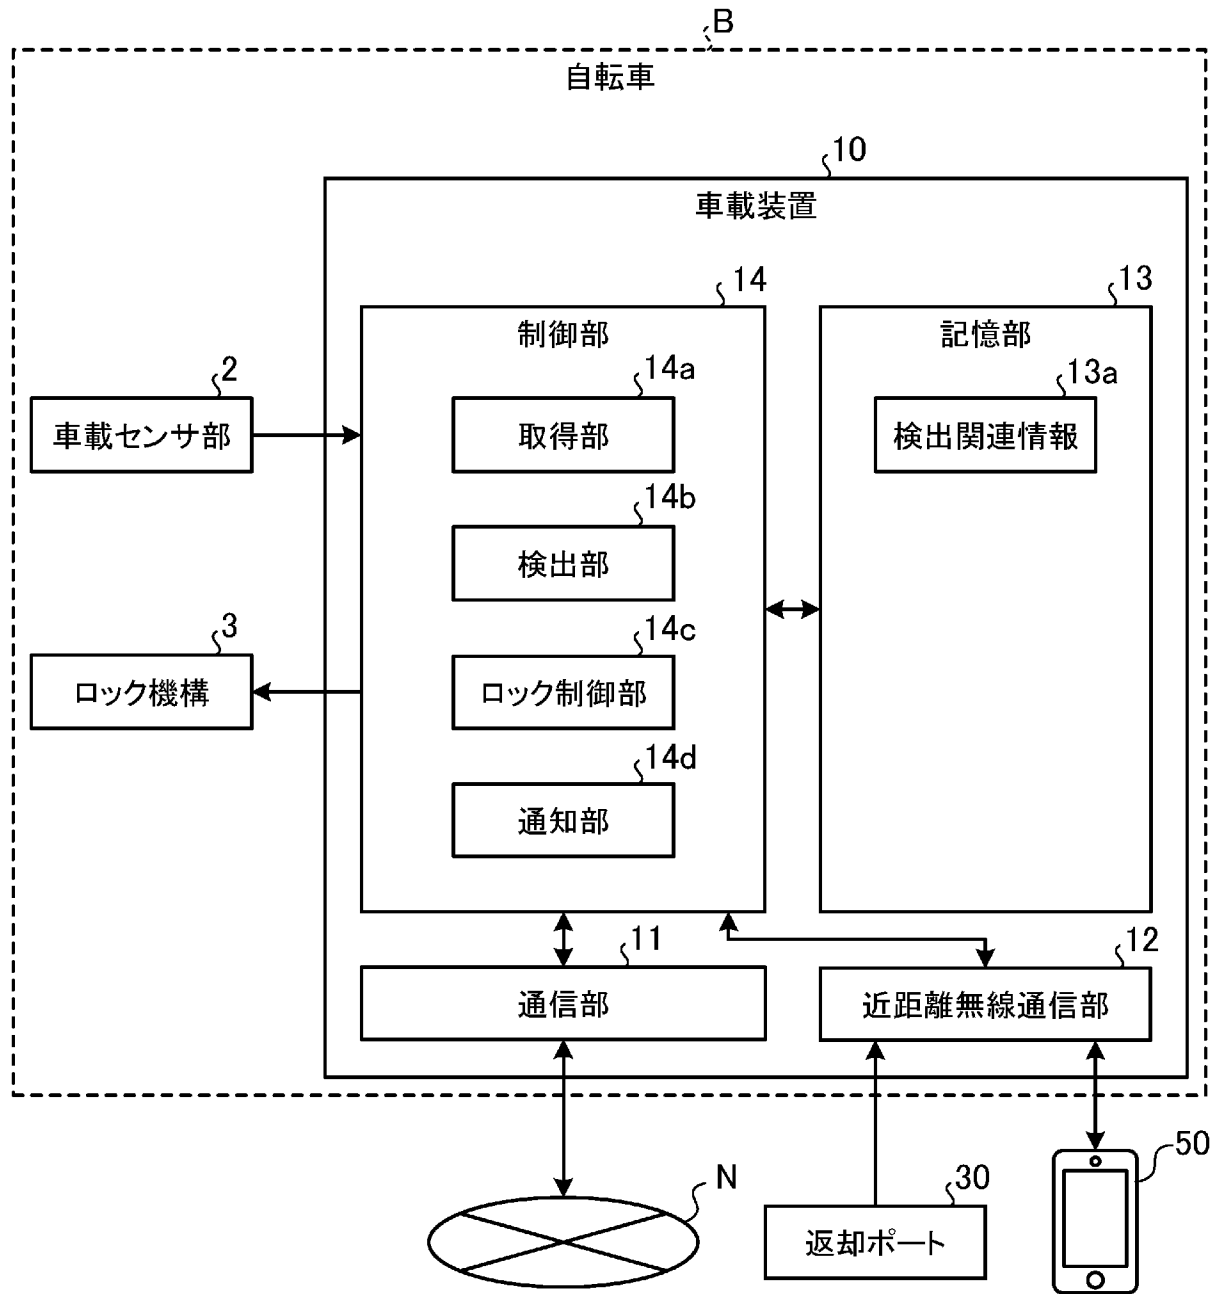 B
自転車
10
車載装置
14
制御部
13
記憶部
2
車載センサ部
14a
取得部
13a
検出関連情報
14b
検出部
3
ロック機構
14c
ロック制御部
14d
通知部
11
通信部
12
近距離無線通信部
N
30
返却ポート
50